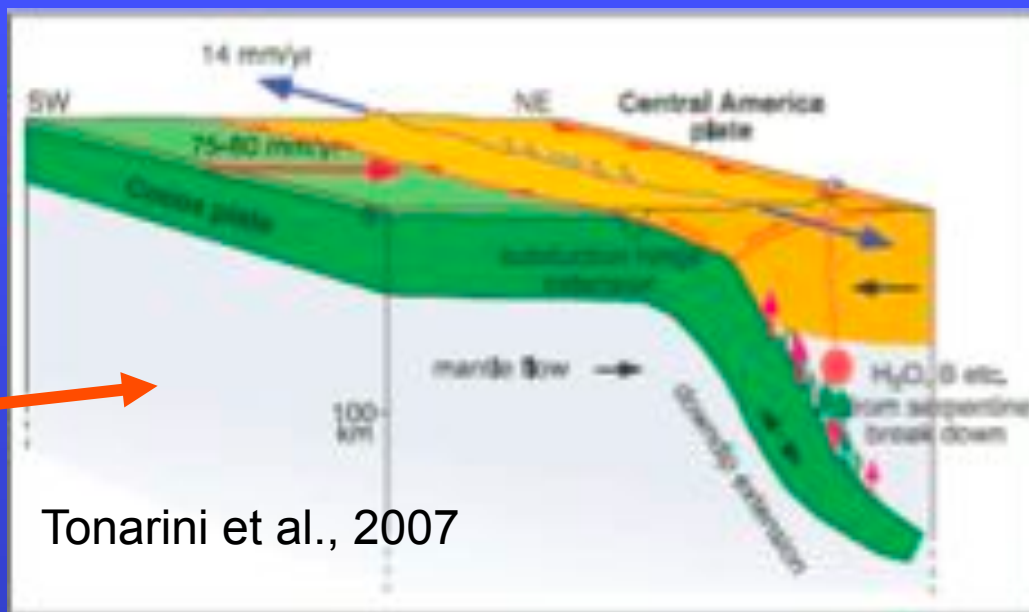 14 mm/yr
SW
NE
Central America
plate
75-80 mm/yr
Cocos plate
subduction hinge
mantle flow
100
km
downdip extension
H₂O, B etc.
from serpentine
break down
Tonarini et al., 2007